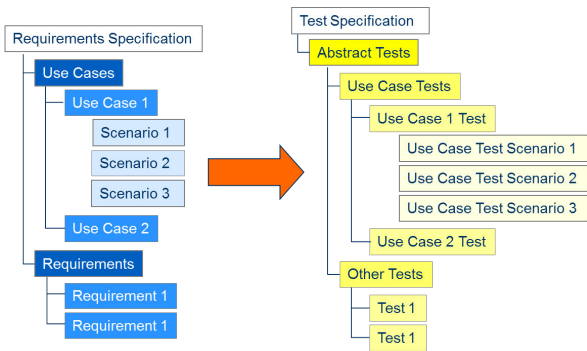 Requirements Specification
Use Cases
Use Case 1
Scenario 1
Scenario 2
Scenario 3
Use Case 2
Requirements
Requirement 1
Requirement 1
Test Specification
Abstract Tests
Use Case Tests
Use Case 1 Test
Use Case Test Scenario 1
Use Case Test Scenario 2
Use Case Test Scenario 3
Use Case 2 Test
Other Tests
Test 1
Test 1